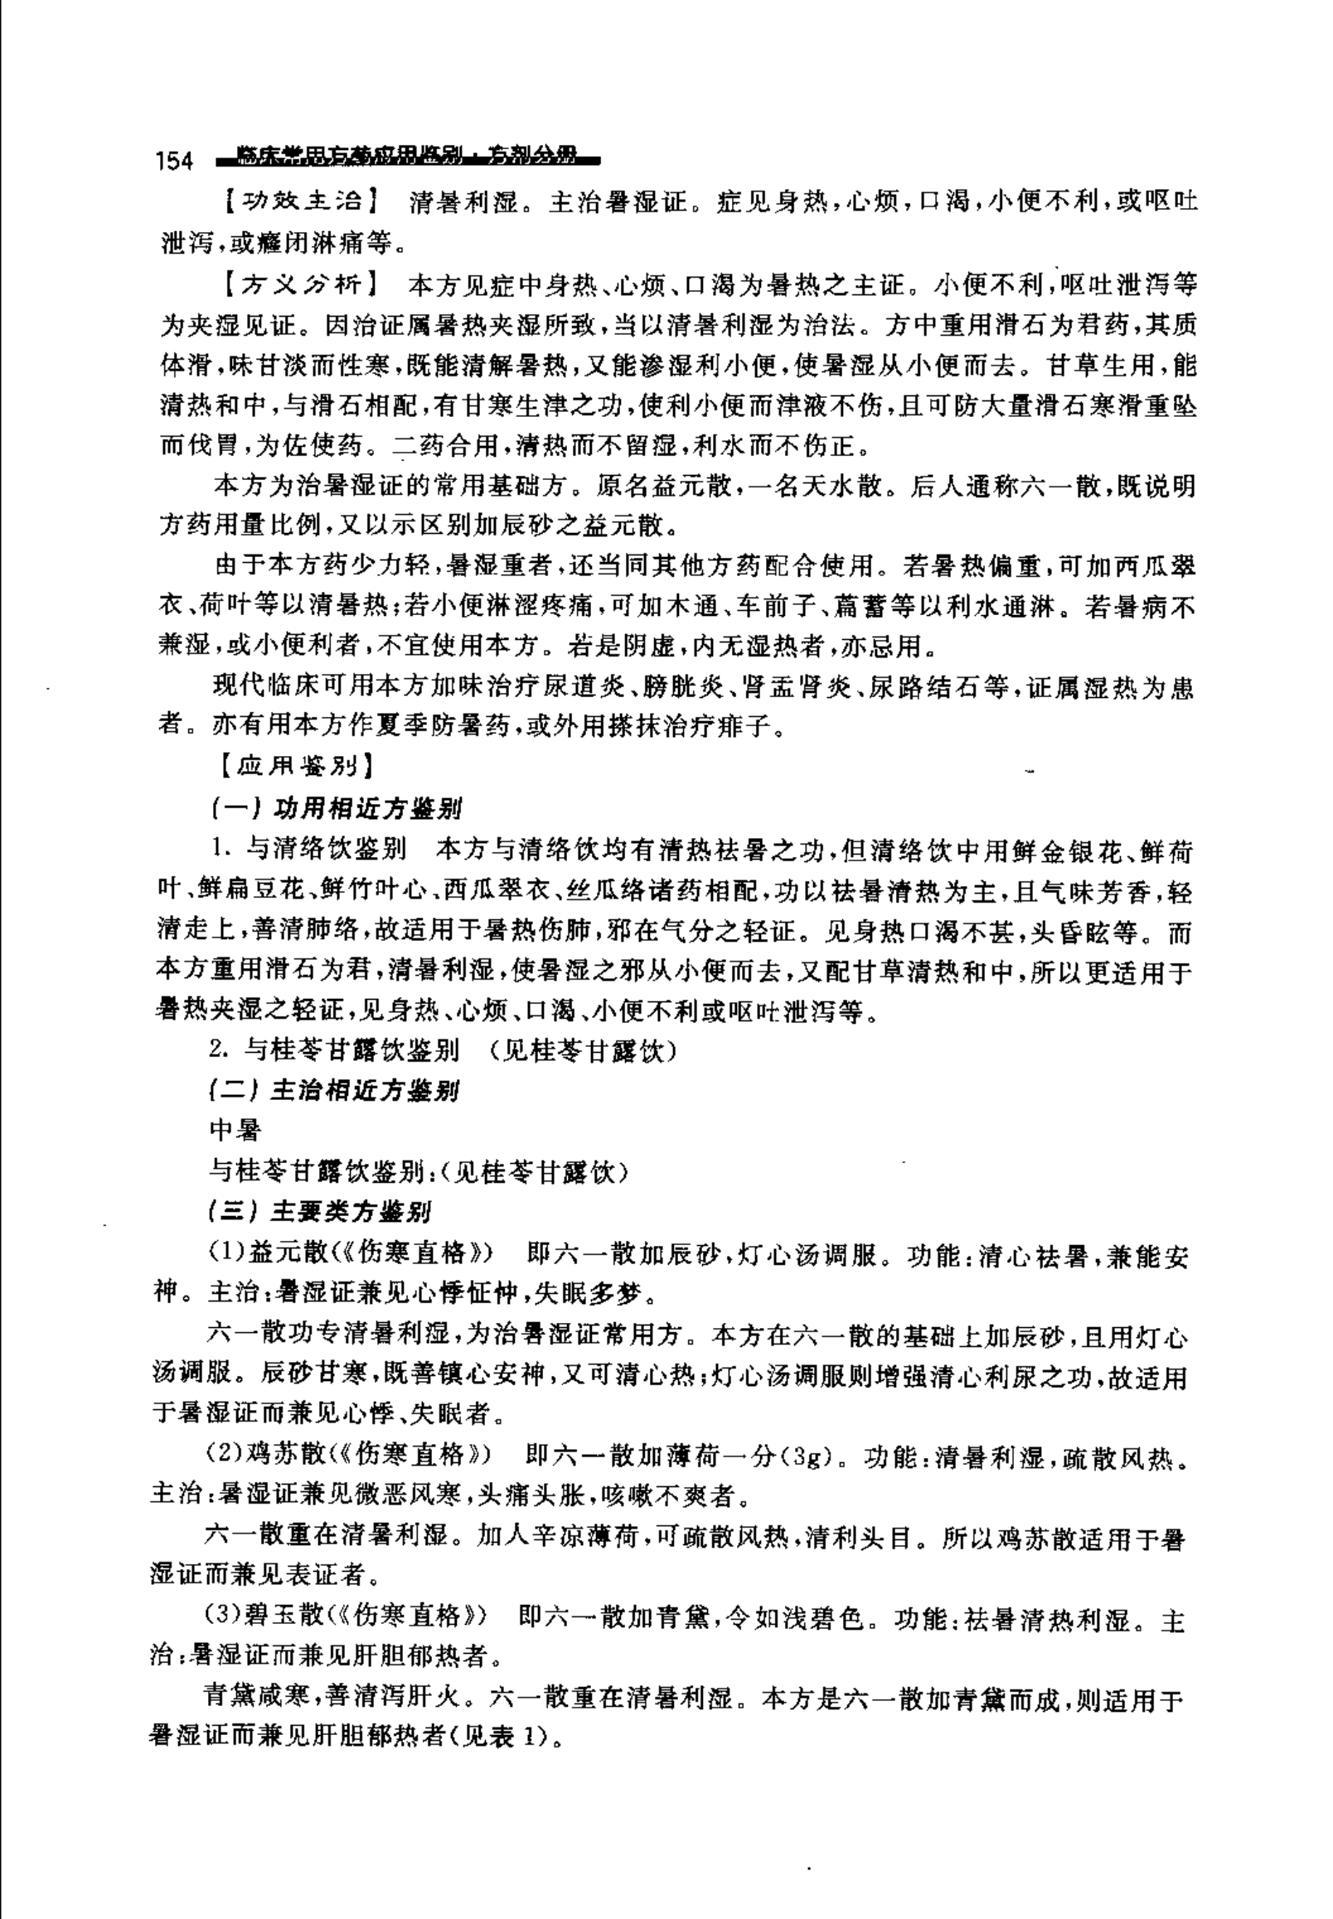 154 临床常用方药应用鉴别·方剂分册
【功效主治】 清暑利湿。主治暑湿证。症见身热,心烦,口渴,小便不利,或呕吐
泄泻,或癃闭淋痛等。
【方义分析】 本方见症中身热、心烦、口渴为暑热之主证。小便不利,呕吐泄泻等
为夹湿见证。因治证属暑热夹湿所致,当以清暑利湿为治法。方中重用滑石为君药,其质
体滑,味甘淡而性寒,既能清解暑热,又能渗湿利小便,使暑湿从小便而去。甘草生用,能
清热和中,与滑石相配,有甘寒生津之功,使利小便而津液不伤,且可防大量滑石寒滑重坠
而伐胃,为佐使药。二药合用,清热而不留湿,利水而不伤正。
本方为治暑湿证的常用基础方。原名益元散,一名天水散。后人通称六一散,既说明
方药用量比例,又以示区别加辰砂之益元散。
由于本方药少力轻,暑湿重者,还当同其他方药配合使用。若暑热偏重,可加西瓜翠
衣、荷叶等以清暑热;若小便淋涩疼痛,可加木通、车前子、萹蓄等以利水通淋。若暑病不
兼湿,或小便利者,不宜使用本方。若是阴虚,内无湿热者,亦忌用。
现代临床可用本方加味治疗尿道炎、膀胱炎、肾盂肾炎、尿路结石等,证属湿热为患
者。亦有用本方作夏季防暑药,或外用搽抹治疗痱子。
【应用鉴别】
(一)功用相近方鉴别
1. 与清络饮鉴别 本方与清络饮均有清热祛暑之功,但清络饮中用鲜金银花、鲜荷
叶、鲜扁豆花、鲜竹叶心、西瓜翠衣、丝瓜络诸药相配,功以祛暑清热为主,且气味芳香,轻
清走上,善清肺络,故适用于暑热伤肺,邪在气分之轻证。见身热口渴不甚,头昏眩等。而
本方重用滑石为君,清暑利湿,使暑湿之邪从小便而去,又配甘草清热和中,所以更适用于
暑热夹湿之轻证,见身热、心烦、口渴、小便不利或呕吐泄泻等。
2. 与桂苓甘露饮鉴别 (见桂苓甘露饮)
(二)主治相近方鉴别
中暑
与桂苓甘露饮鉴别:(见桂苓甘露饮)
(三)主要类方鉴别
(1)益元散(《伤寒直格》) 即六一散加辰砂,灯心汤调服。功能:清心祛暑,兼能安
神。主治:暑湿证兼见心悸怔忡,失眠多梦。
六一散功专清暑利湿,为治暑湿证常用方。本方在六一散的基础上加辰砂,且用灯心
汤调服。辰砂甘寒,既善镇心安神,又可清心热;灯心汤调服则增强清心利尿之功,故适用
于暑湿证而兼见心悸、失眠者。
(2)鸡苏散(《伤寒直格》) 即六一散加薄荷一分(3g)。功能:清暑利湿,疏散风热。
主治:暑湿证兼见微恶风寒,头痛头胀,咳嗽不爽者。
六一散重在清暑利湿。加人辛凉薄荷,可疏散风热,清利头目。所以鸡苏散适用于暑
湿证而兼见表证者。
(3)碧玉散(《伤寒直格》) 即六一散加青黛,令如浅碧色。功能:祛暑清热利湿。主
治:暑湿证而兼见肝胆郁热者。
青黛咸寒,善清泻肝火。六一散重在清暑利湿。本方是六一散加青黛而成,则适用于
暑湿证而兼见肝胆郁热者(见表 1)。